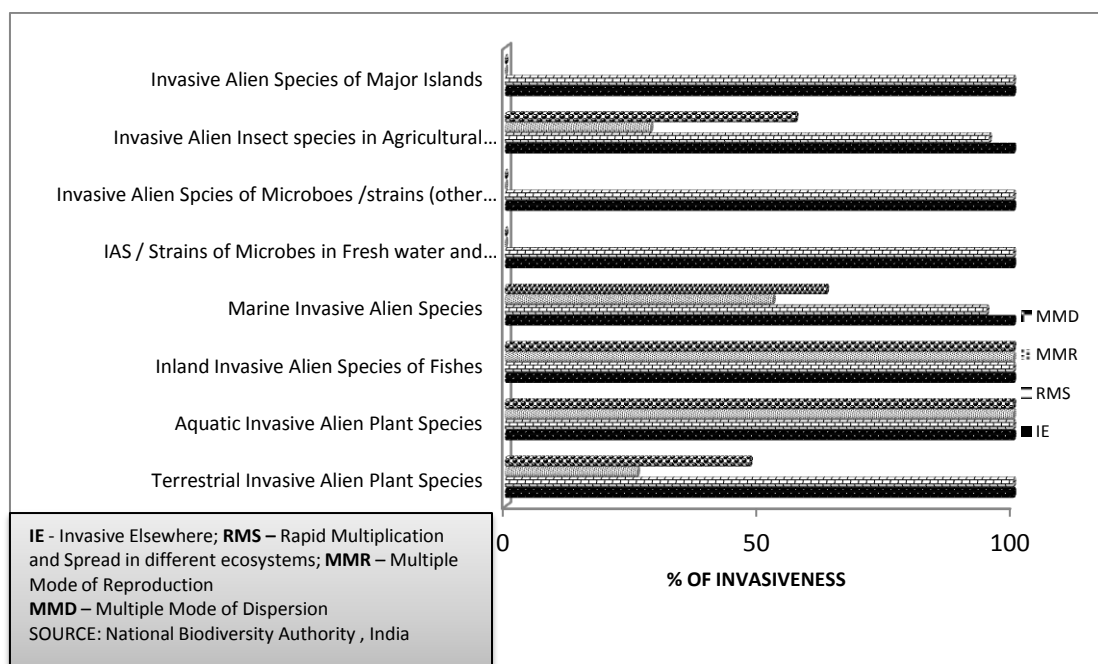 Invasive Alien Species of Major Islands
Invasive Alien Insect species in Agricultural...
Invasive Alien Spcies of Microboes /strains (other...
IAS / Strains of Microbes in Fresh water and...
Marine Invasive Alien Species
Inland Invasive Alien Species of Fishes
Aquatic Invasive Alien Plant Species
Terrestrial Invasive Alien Plant Species
MMD
MMR
RMS
IE
0 50 100
% OF INVASIVENESS
IE - Invasive Elsewhere; RMS – Rapid Multiplication
and Spread in different ecosystems; MMR – Multiple
Mode of Reproduction
MMD – Multiple Mode of Dispersion
SOURCE: National Biodiversity Authority , India